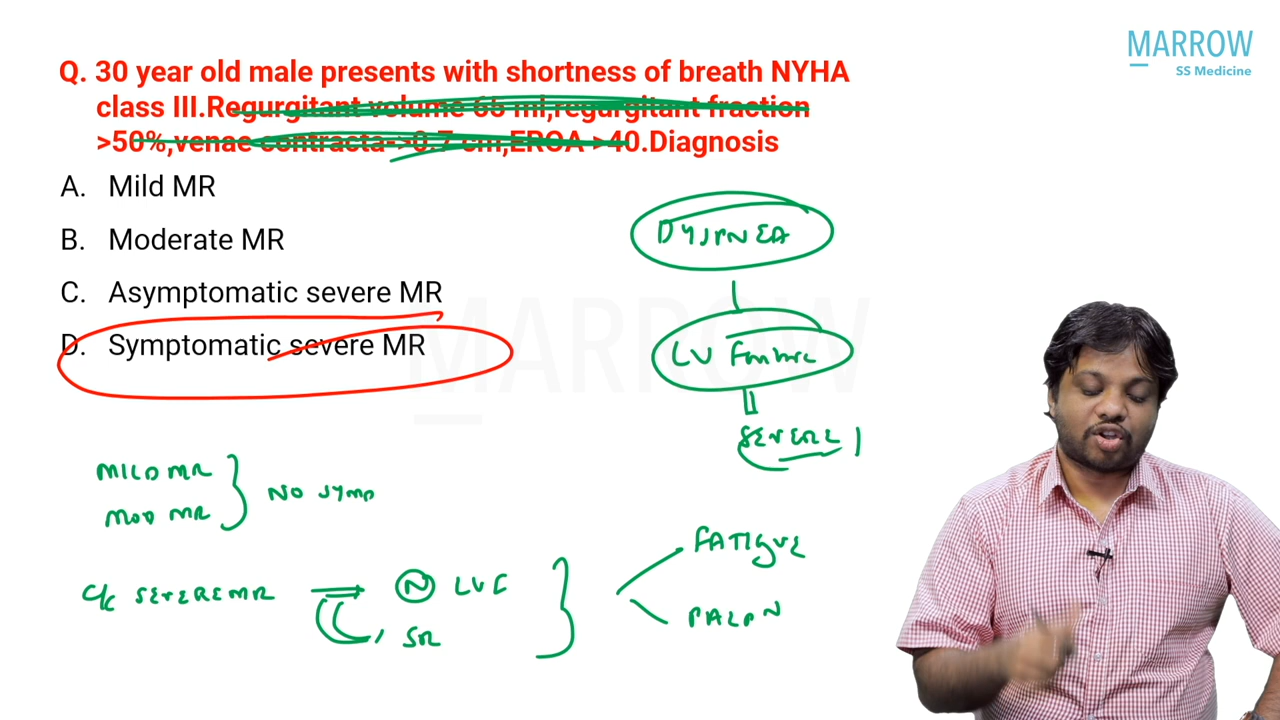 MARROW
SS Medicine
Q. 30 year old male presents with shortness of breath NYHA
class III.Regurgitant volume 65 ml,regurgitant fraction
>50%,venae contracta->0.7 cm,EROA >40.Diagnosis
A. Mild MR
B. Moderate MR
C. Asymptomatic severe MR
D. Symptomatic severe MR
DYSPNEA
LV Failure
SEVERE
MILD MR
MOD MR
NO SYMP
C/C SEVERE MR
N LVF
SR
FATIGUE
PALPN
MARROW